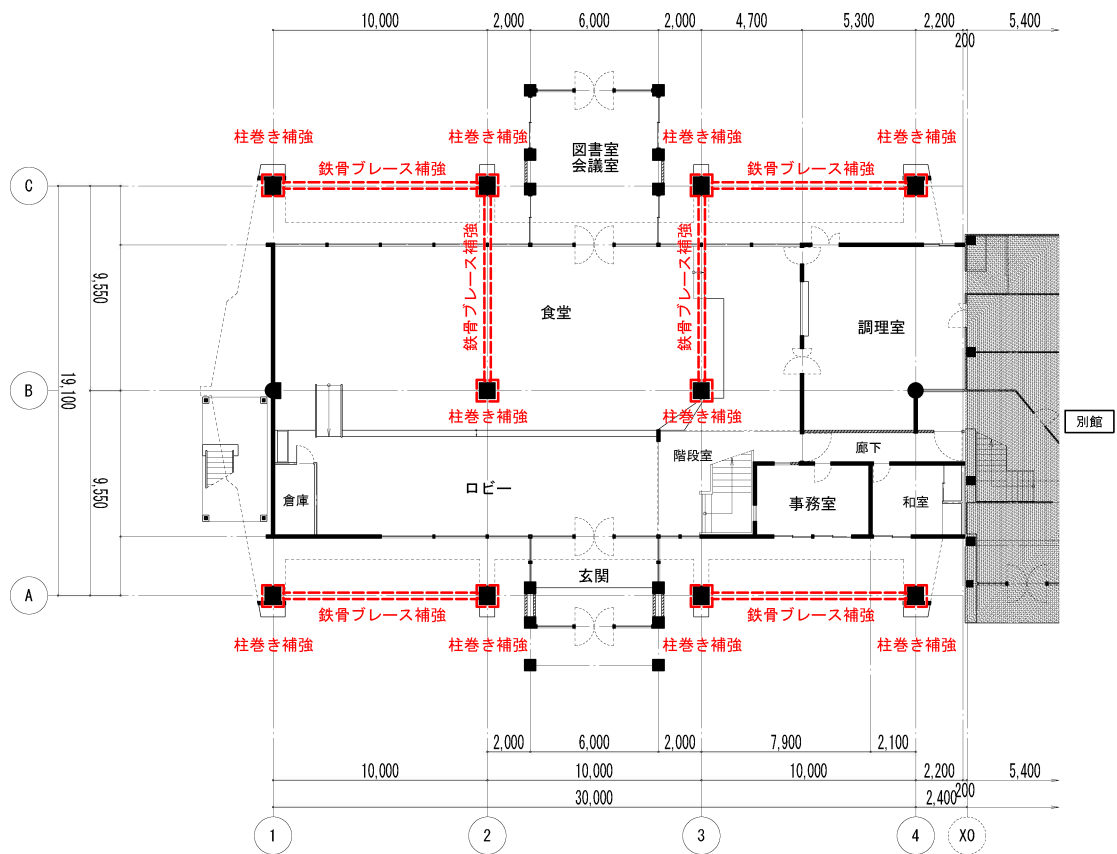 10,000 2,000 6,000 2,000 4,700 5,300 2,200 5,400
200
柱巻き補強 柱巻き補強 図書室 柱巻き補強 柱巻き補強
会議室
鉄骨ブレース補強 鉄骨ブレース補強
C
鉄骨ブレース補強 鉄骨ブレース補強
9,550
食堂 調理室
19,100
B
柱巻き補強 柱巻き補強
別館
階段室 廊下
ロビー
倉庫 事務室 和室
9,550
玄関
A
鉄骨ブレース補強 鉄骨ブレース補強
柱巻き補強 柱巻き補強 柱巻き補強 柱巻き補強
2,000 6,000 2,000 7,900 2,100
10,000 10,000 10,000 2,200 5,400
200
30,000 2,400
1 2 3 4 X0